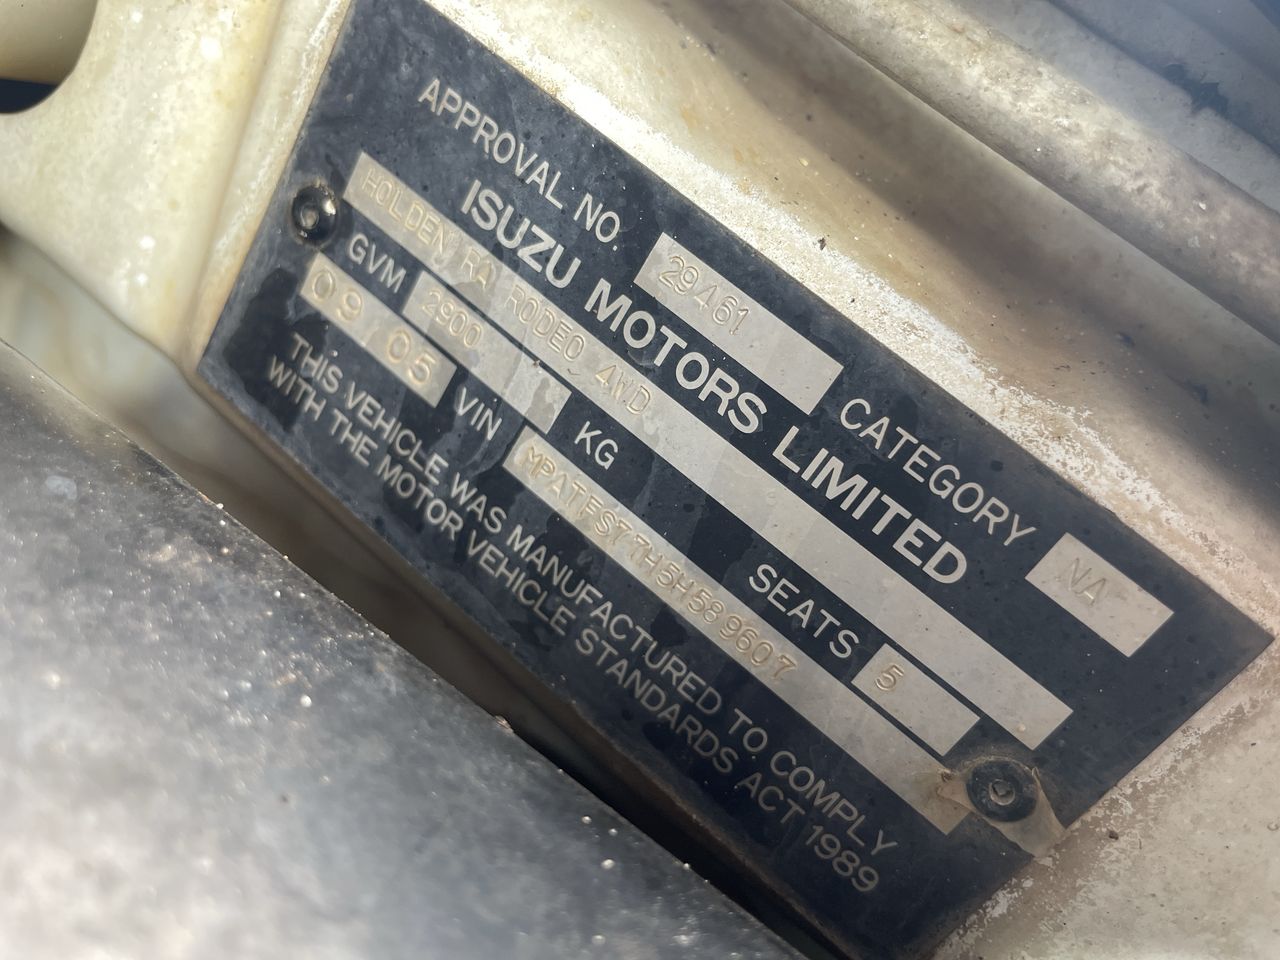 APPROVAL NO. 29461 CATEGORY NA
ISUZU MOTORS LIMITED
HOLDEN RA RODEO 4WD
GVM 2900 KG SEATS 5
09/05 VIN MPATFS77H5H589607
THIS VEHICLE WAS MANUFACTURED TO COMPLY
WITH THE MOTOR VEHICLE STANDARDS ACT 1989